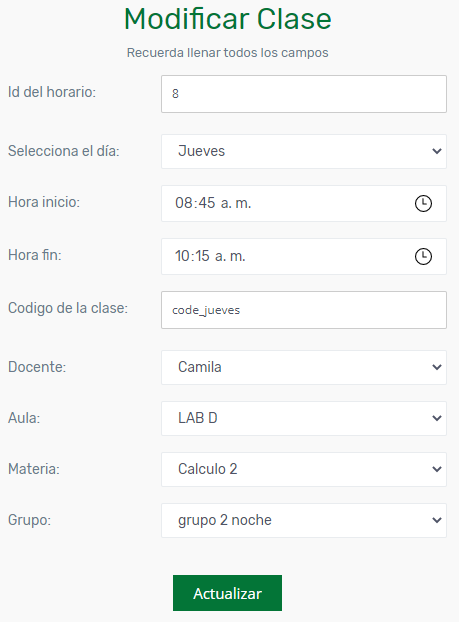 Modificar Clase
Recuerda llenar todos los campos
Id del horario: 8
Selecciona el día: Jueves
Hora inicio: 08:45 a. m.
Hora fin: 10:15 a. m.
Codigo de la clase: code_jueves
Docente: Camila
Aula: LAB D
Materia: Calculo 2
Grupo: grupo 2 noche
Actualizar